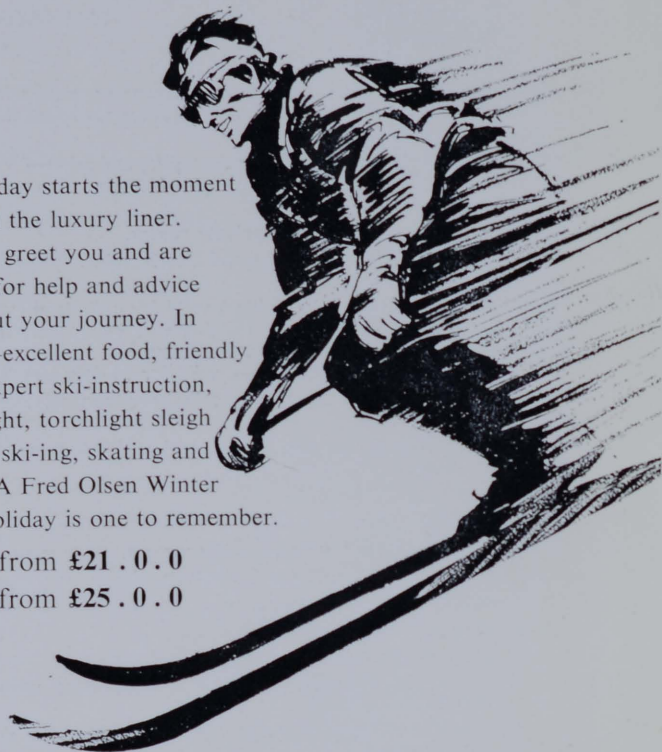 day starts the moment
the luxury liner.
greet you and are
for help and advice
ut your journey. In
-excellent food, friendly
pert ski-instruction,
ght, torchlight sleigh
ski-ing, skating and
A Fred Olsen Winter
oliday is one to remember.
from £21 . 0 . 0
from £25 . 0 . 0